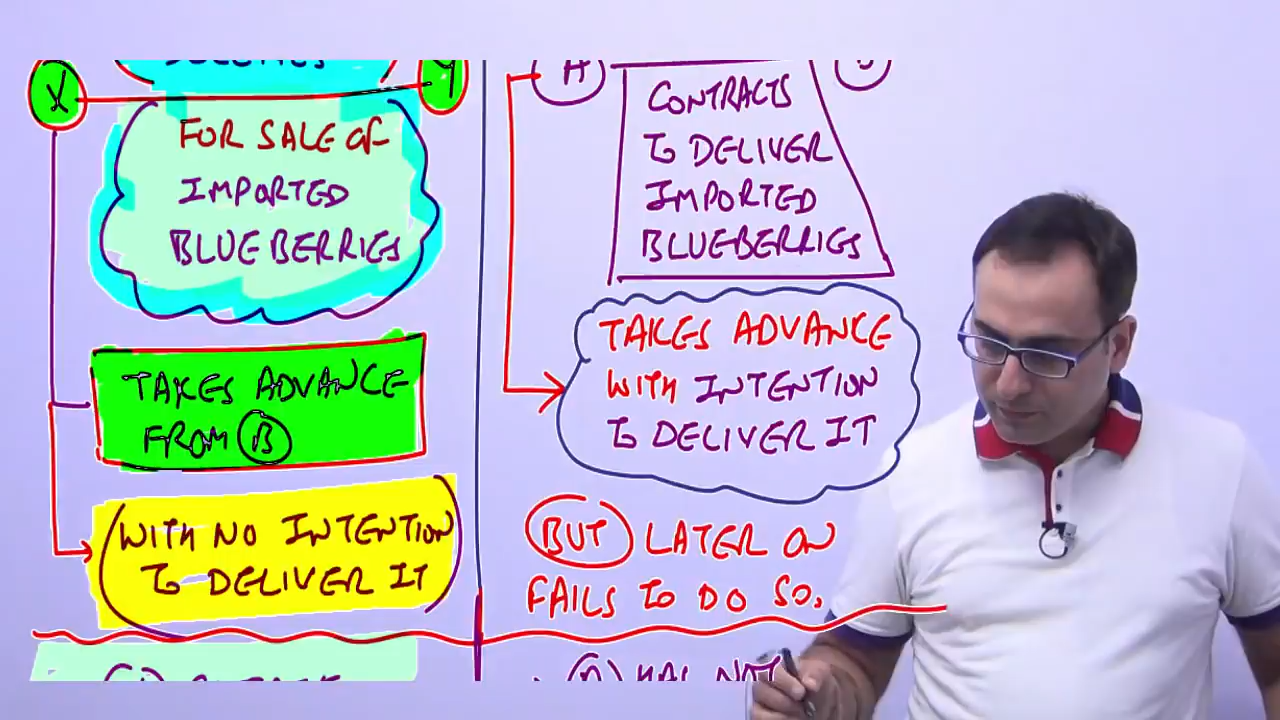 X
Y
FOR SALE OF
IMPORTED
BLUEBERRIES
TAKES ADVANCE
FROM B
(WITH NO INTENTION
TO DELIVER IT)
A
CONTRACTS
TO DELIVER
IMPORTED
BLUEBERRIES
TAKES ADVANCE
WITH INTENTION
TO DELIVER IT
BUT LATER ON
FAILS TO DO SO.